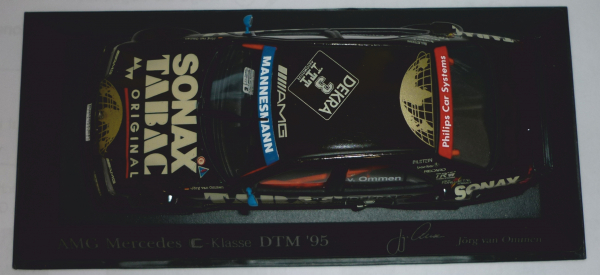 SONAX
TABAC
ORIGINAL
MANNESMANN
AMG
DEKRA
3
ITT
Philips Car Systems
v. Ommen
SONAX
AMG Mercedes C-Klasse DTM '95
Jörg van Ommen